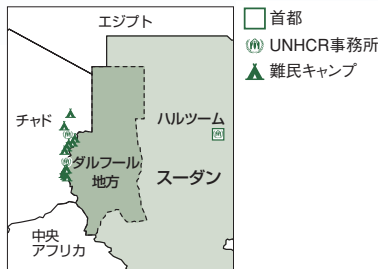 エジプト
首都
UNHCR事務所
難民キャンプ
チャド
ハルツーム
ダルフール
地方
スーダン
中央
アフリカ